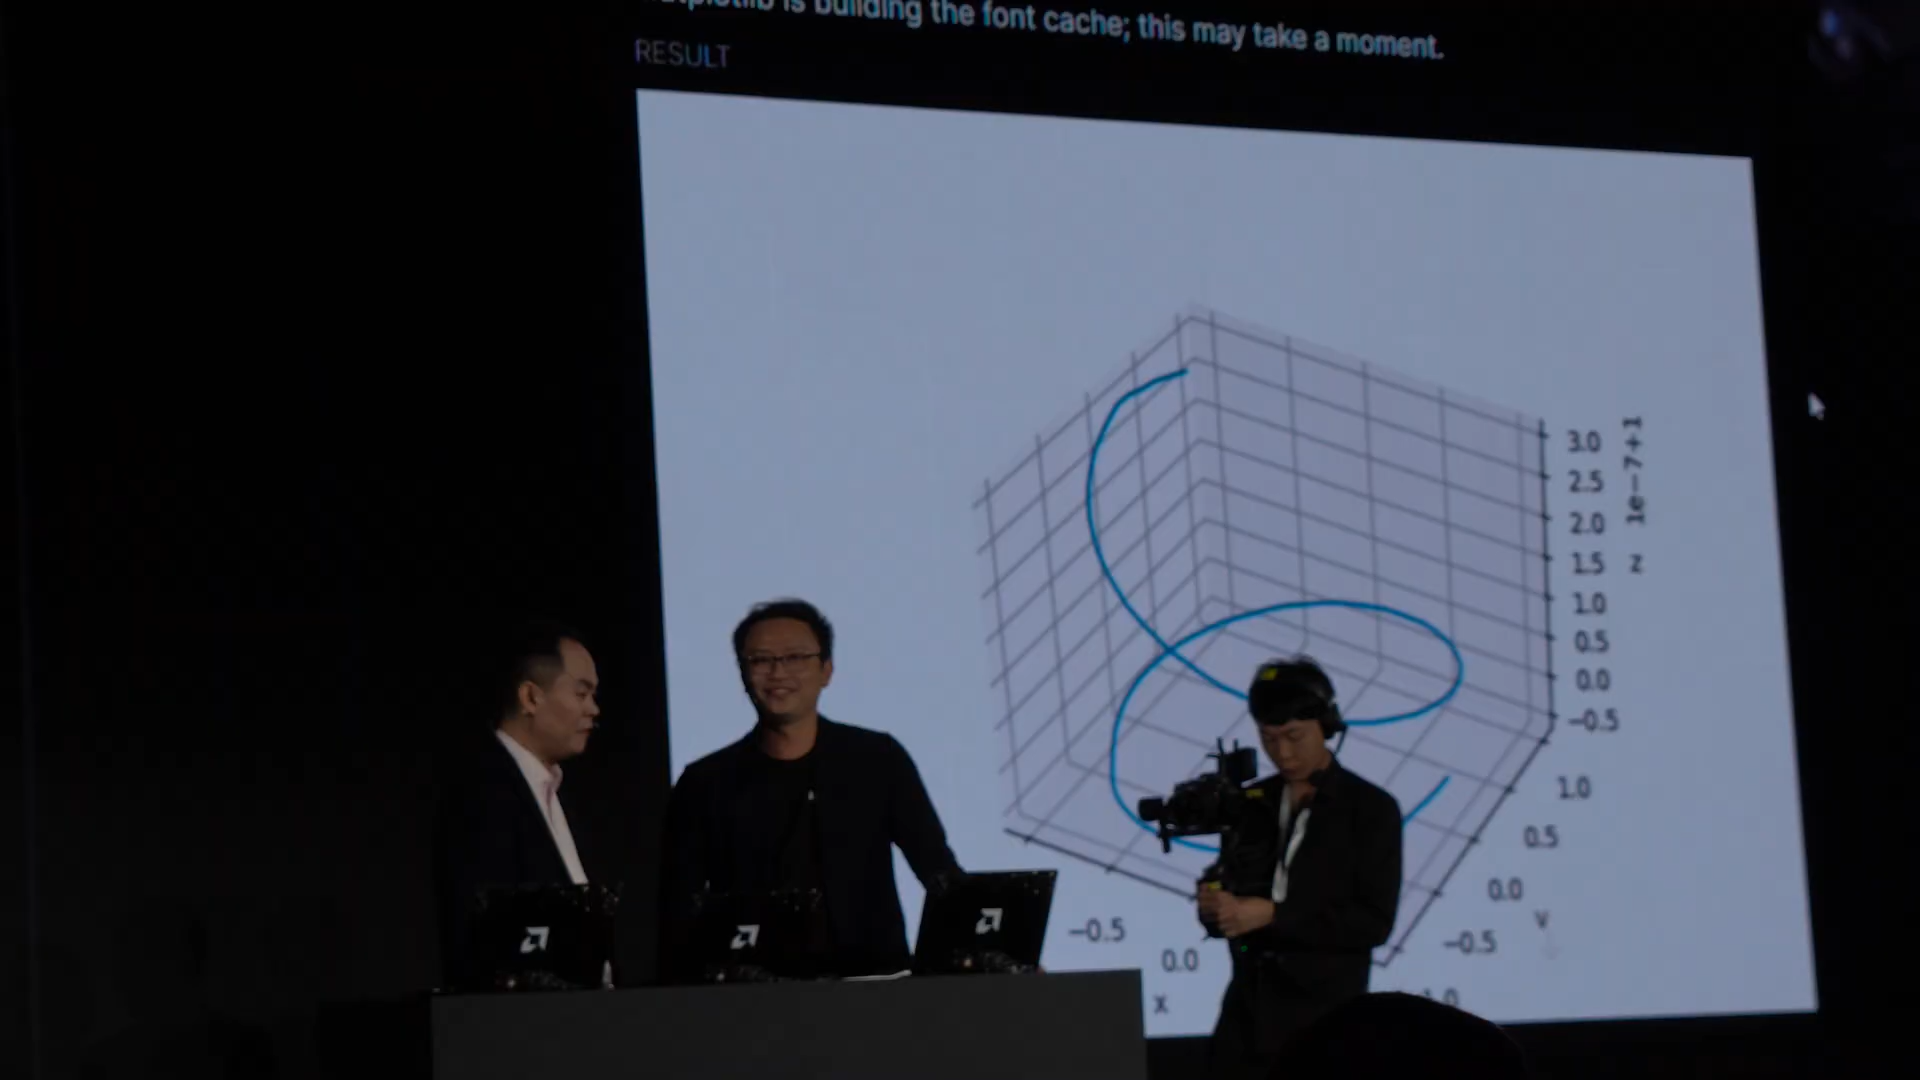 is building the font cache; this may take a moment.
RESULT
1e−7+1
3.0
2.5
2.0
1.5
z
1.0
0.5
0.0
−0.5
1.0
0.5
0.0
−0.5
−0.5
0.0
x